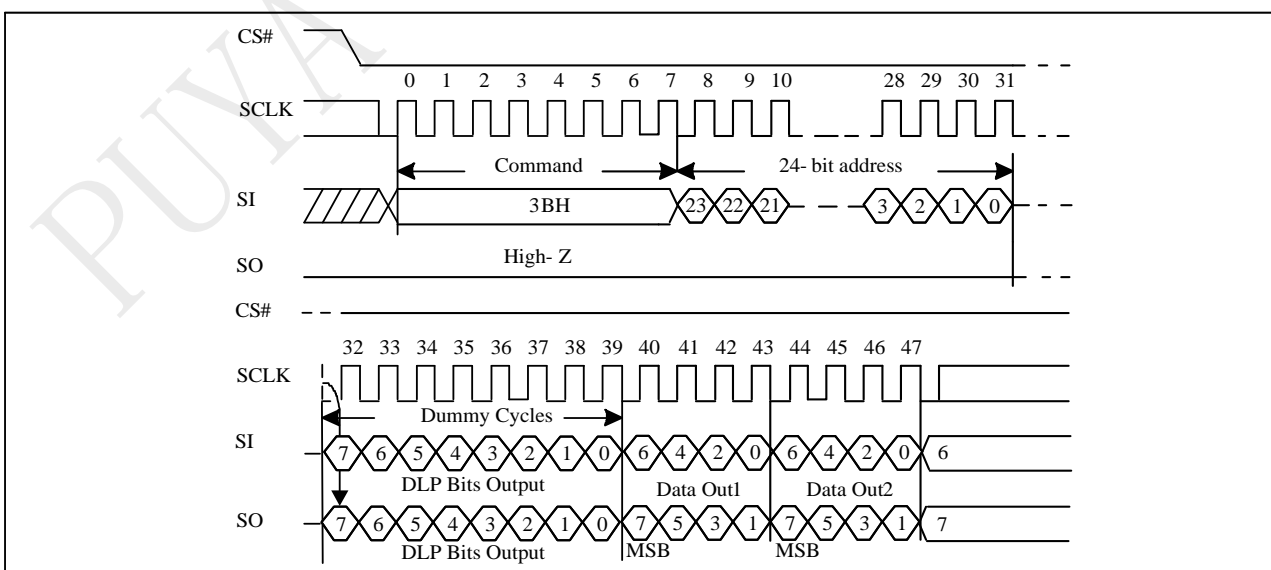 PUYA
CS#
0 1 2 3 4 5 6 7 8 9 10 28 29 30 31
SCLK
Command 24- bit address
SI 3BH 23 22 21 3 2 1 0
High- Z
SO
CS#
32 33 34 35 36 37 38 39 40 41 42 43 44 45 46 47
SCLK
Dummy Cycles
SI 7 6 5 4 3 2 1 0 6 4 2 0 6 4 2 0 6
DLP Bits Output Data Out1 Data Out2
SO 7 6 5 4 3 2 1 0 7 5 3 1 7 5 3 1 7
DLP Bits Output MSB MSB